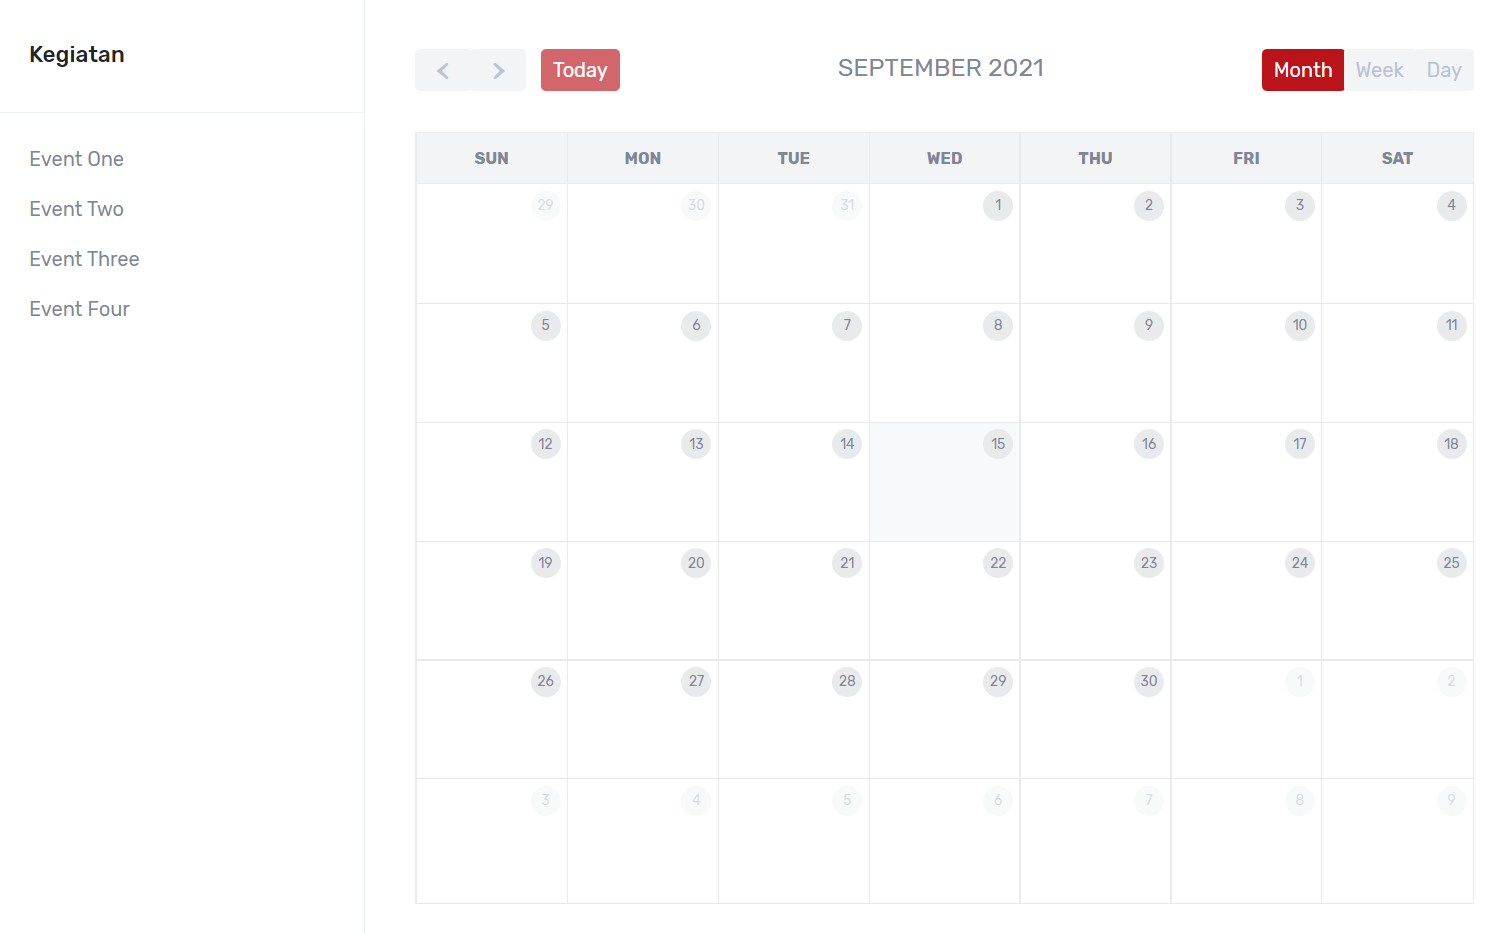 Kegiatan
Event One
Event Two
Event Three
Event Four
Today
SEPTEMBER 2021
Month Week Day
SUN MON TUE WED THU FRI SAT
29 30 31 1 2 3 4
5 6 7 8 9 10 11
12 13 14 15 16 17 18
19 20 21 22 23 24 25
26 27 28 29 30 1 2
3 4 5 6 7 8 9